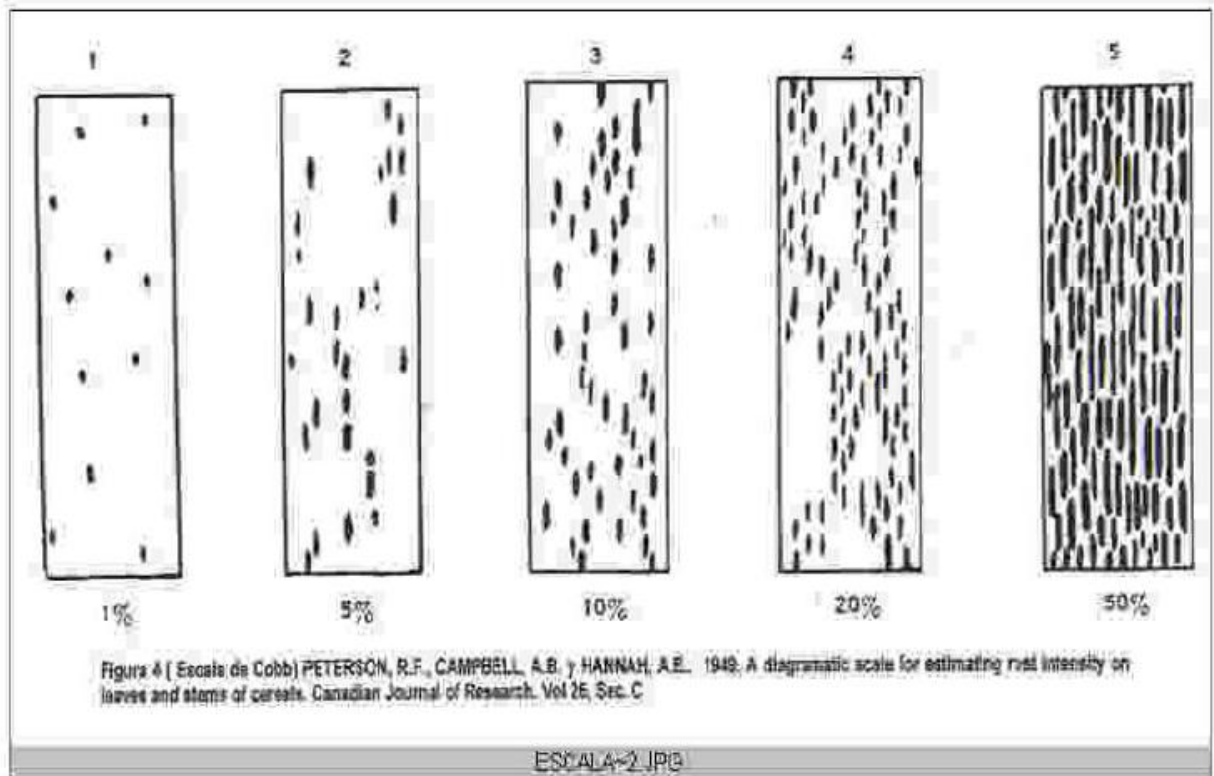 1 2 3 4 5
1% 5% 10% 20% 50%
Figura 4 ( Escala de Cobb) PETERSON, R.F., CAMPBELL, A.B. y HANNAH, A.E. 1949. A diagramatic scale for estimating rust intensity on
leaves and stems of cereals. Canadian Journal of Research. Vol 26, Sec. C
ESCALA~2.JPG